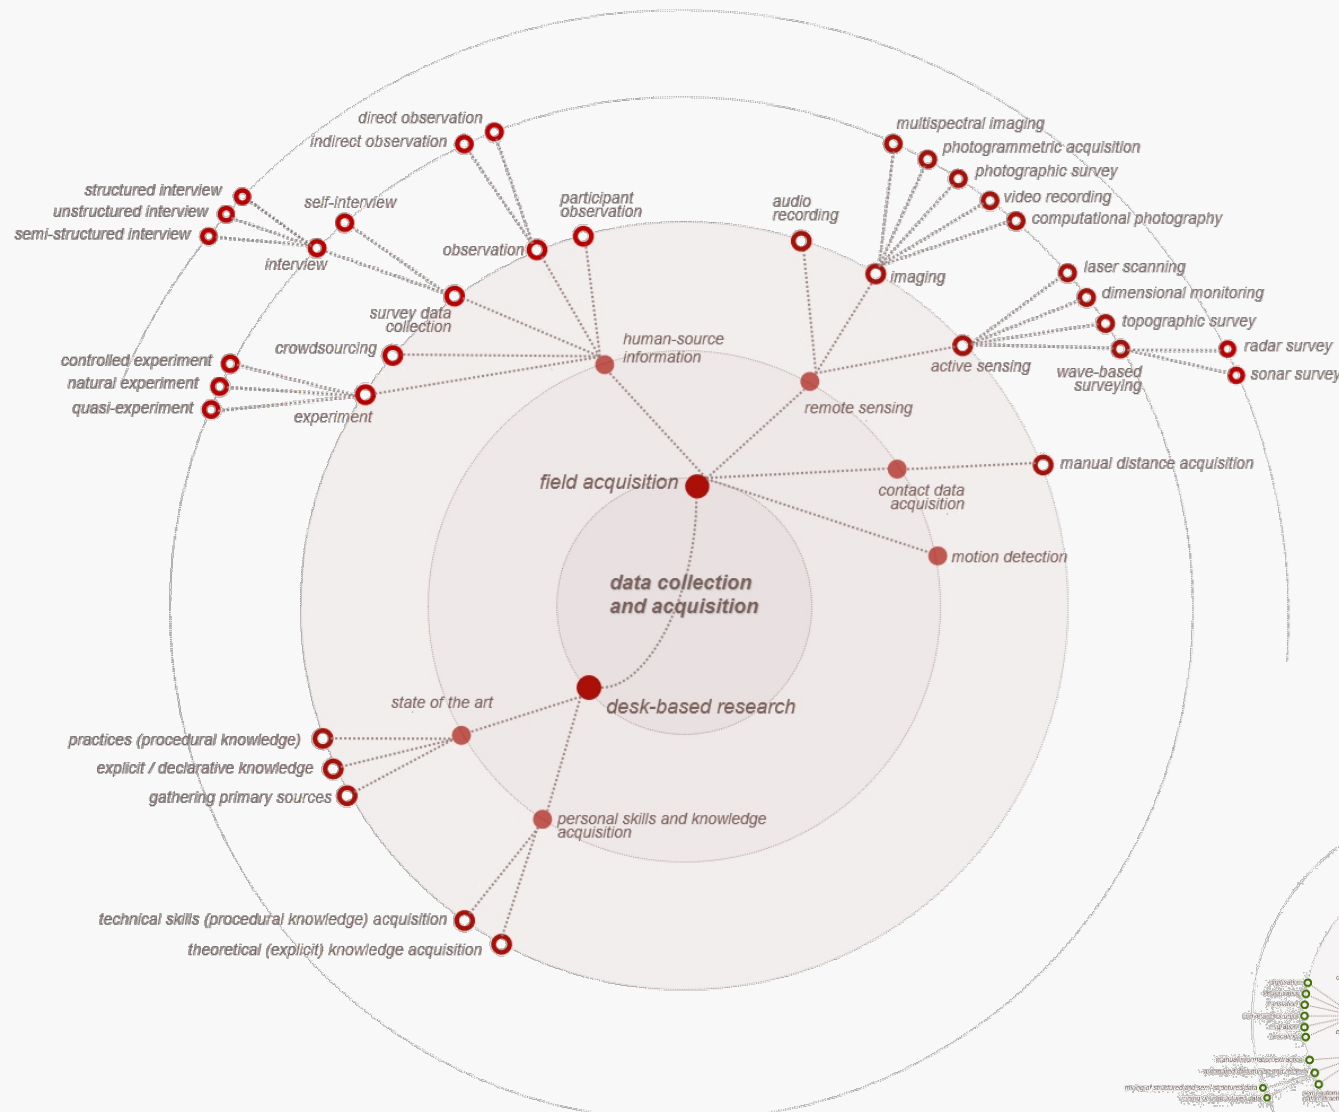 direct observation
indirect observation
structured interview
unstructured interview
semi-structured interview
self-interview
interview
participant
observation
observation
survey data
collection
crowdsourcing
controlled experiment
natural experiment
quasi-experiment
experiment
human-source
information
audio
recording
multispectral imaging
photogrammetric acquisition
photographic survey
video recording
computational photography
imaging
laser scanning
dimensional monitoring
topographic survey
radar survey
sonar survey
active sensing
wave-based
surveying
remote sensing
field acquisition
manual distance acquisition
contact data
acquisition
motion detection
data collection
and acquisition
desk-based research
state of the art
practices (procedural knowledge)
explicit / declarative knowledge
gathering primary sources
personal skills and knowledge
acquisition
technical skills (procedural knowledge) acquisition
theoretical (explicit) knowledge acquisition